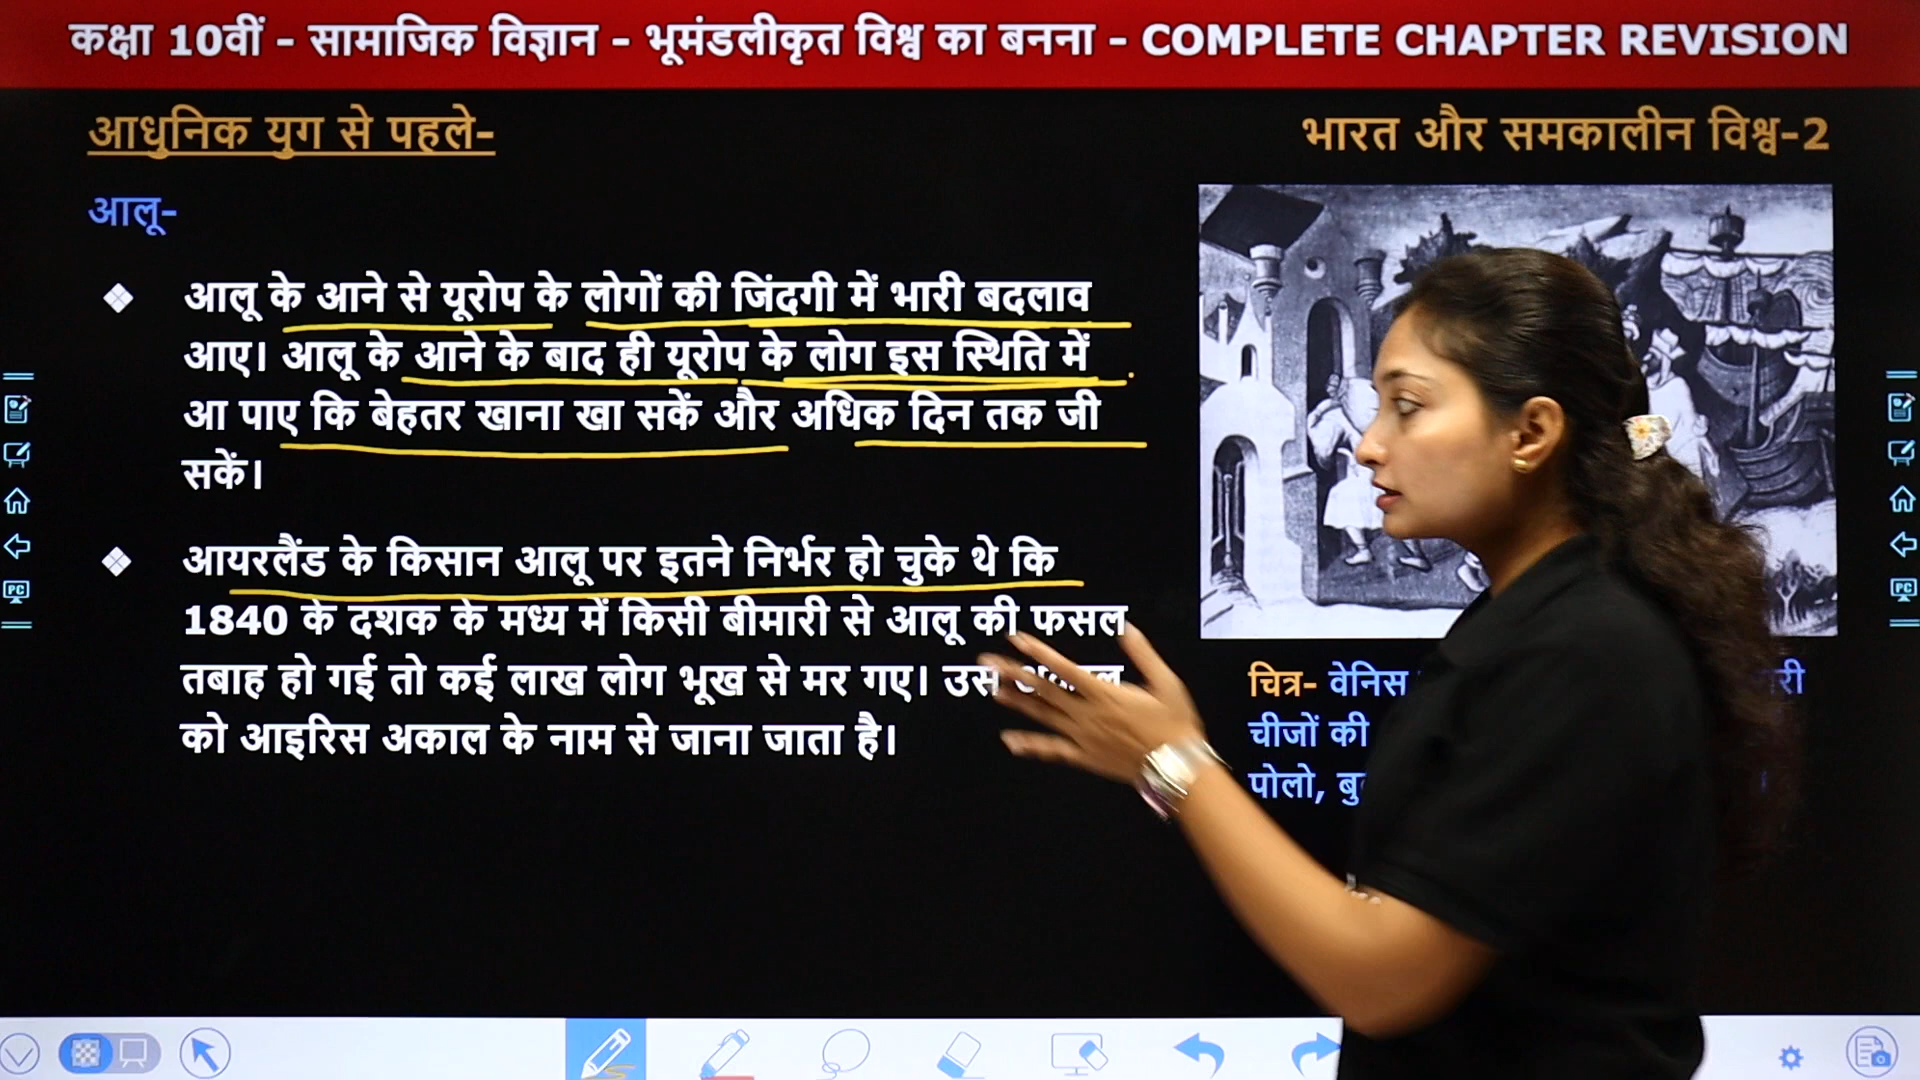 कक्षा 10वीं - सामाजिक विज्ञान - भूमंडलीकृत विश्व का बनना - COMPLETE CHAPTER REVISION
आधुनिक युग से पहले-
भारत और समकालीन विश्व-2
आलू-
आलू के आने से यूरोप के लोगों की जिंदगी में भारी बदलाव
आए। आलू के आने के बाद ही यूरोप के लोग इस स्थिति में
आ पाए कि बेहतर खाना खा सकें और अधिक दिन तक जी
सकें।
आयरलैंड के किसान आलू पर इतने निर्भर हो चुके थे कि
1840 के दशक के मध्य में किसी बीमारी से आलू की फसल
तबाह हो गई तो कई लाख लोग भूख से मर गए। उस
को आइरिस अकाल के नाम से जाना जाता है।
चित्र- वेनिस
चीजों की
पोलो,
PC
PC